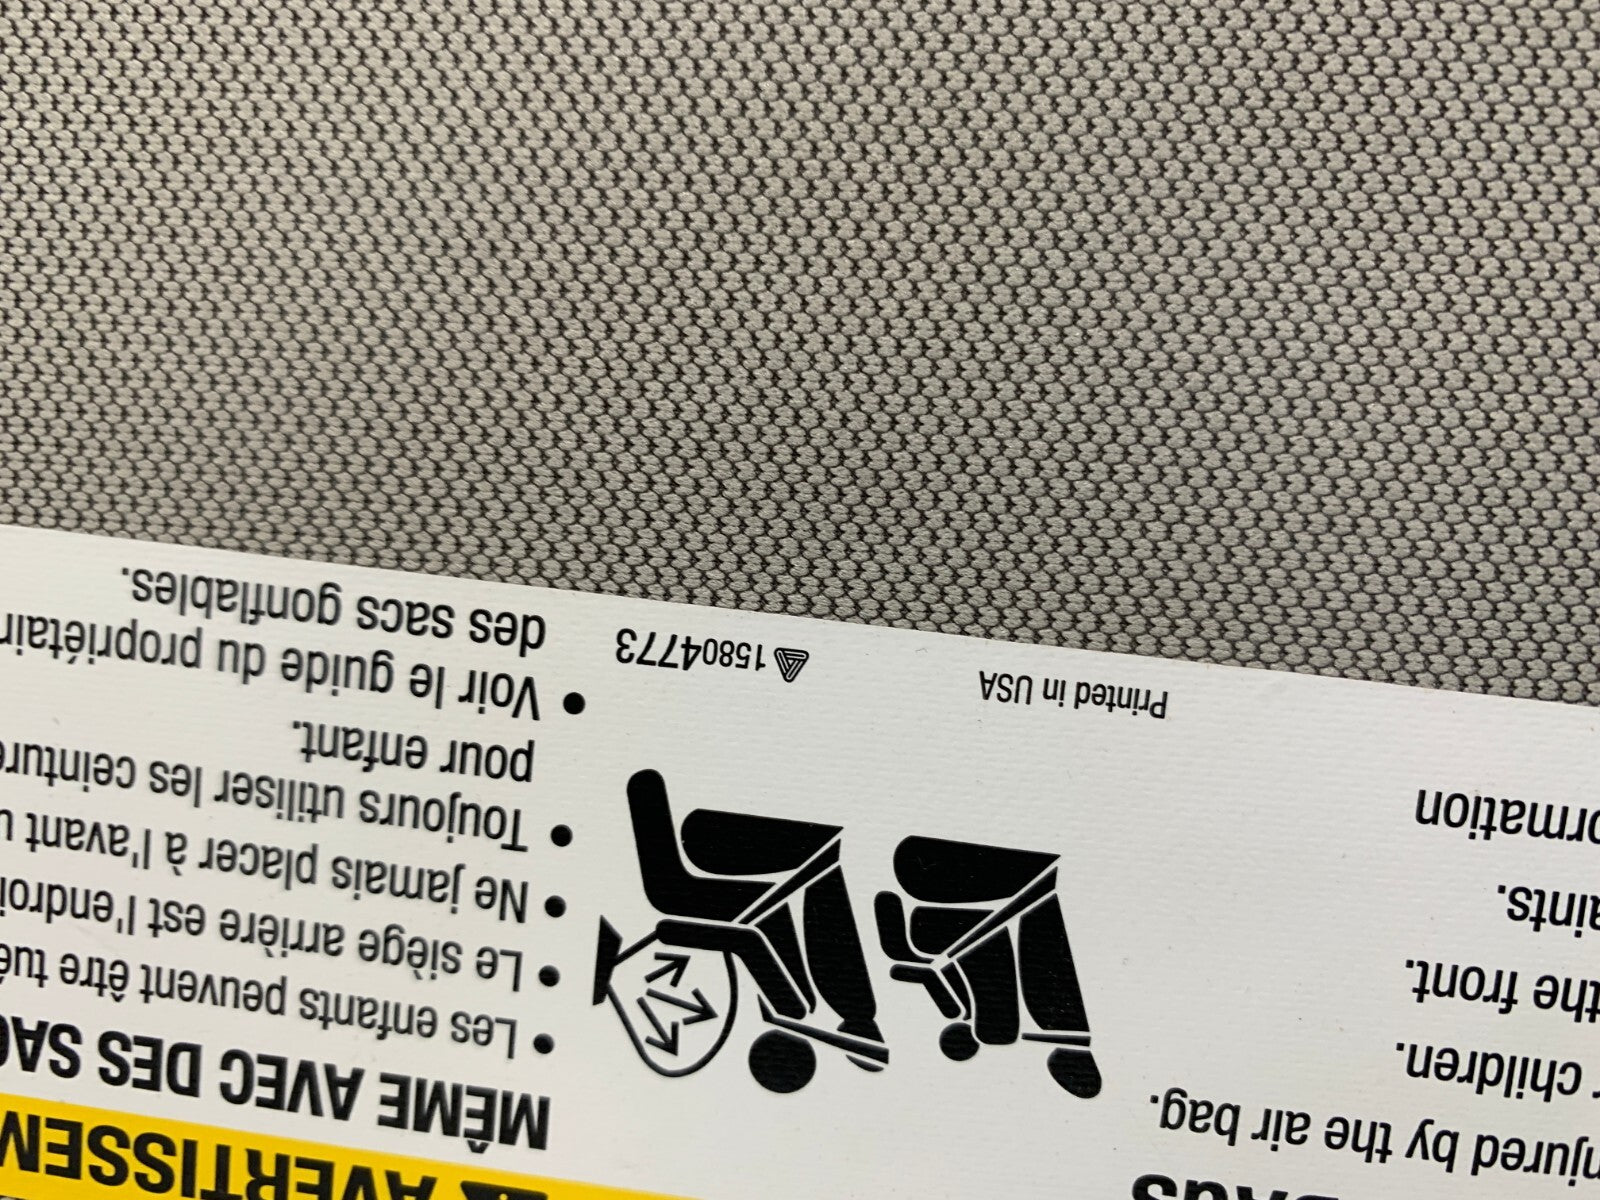 BAGS
njured by the air bag.
r children.
the front.
aints.
ormation
Printed in USA
15804773
AVERTISSEM
MÊME AVEC DES SAC
• Les enfants peuvent être tué
• Le siège arrière est l'endroi
• Ne jamais placer à l'avant u
• Toujours utiliser les ceinture
pour enfant.
• Voir le guide du propriétair
des sacs gonflables.